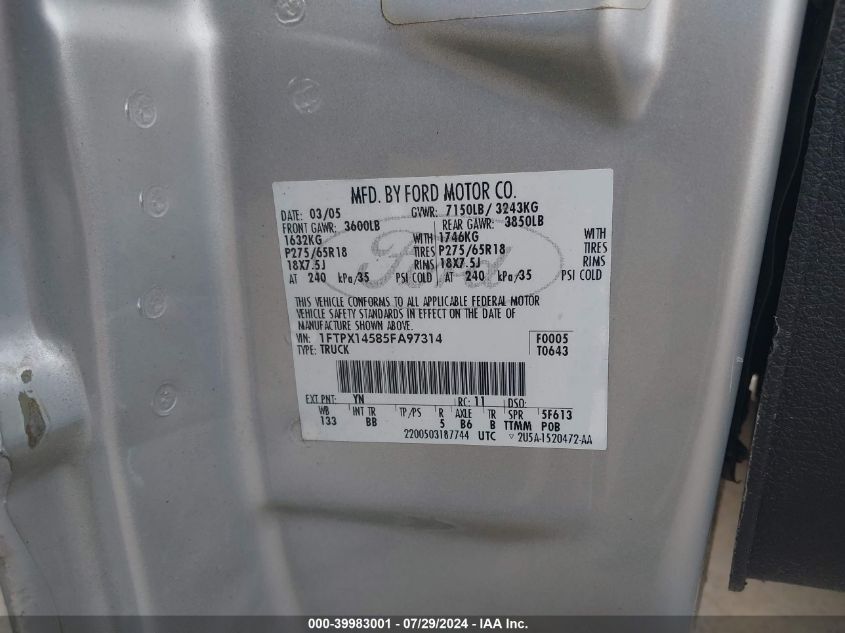 MFD. BY FORD MOTOR CO.
DATE: 03/05 GVWR: 7150LB/ 3243KG
FRONT GAWR: 3600LB REAR GAWR: 3850LB
1632KG WITH 1746KG WITH
P275/65R18 TIRES P275/65R18 TIRES
18X7.5J RIMS 18X7.5J RIMS
AT 240 kPa/35 PSI COLD AT 240 kPa/35 PSI COLD
Ford
THIS VEHICLE CONFORMS TO ALL APPLICABLE FEDERAL MOTOR
VEHICLE SAFETY STANDARDS IN EFFECT ON THE DATE OF
MANUFACTURE SHOWN ABOVE.
VIN: 1FTPX14585FA97314 F0005
TYPE: TRUCK T0643
EXT PNT: YN RC: 11 DSO:
WB INT TR TP/PS R AXLE TR SPR 5F613
133 BB 5 B6 B TTMM POB
2200503187744 UTC ▽ 2U5A-1520472-AA
000-39983001 - 07/29/2024 - IAA Inc.